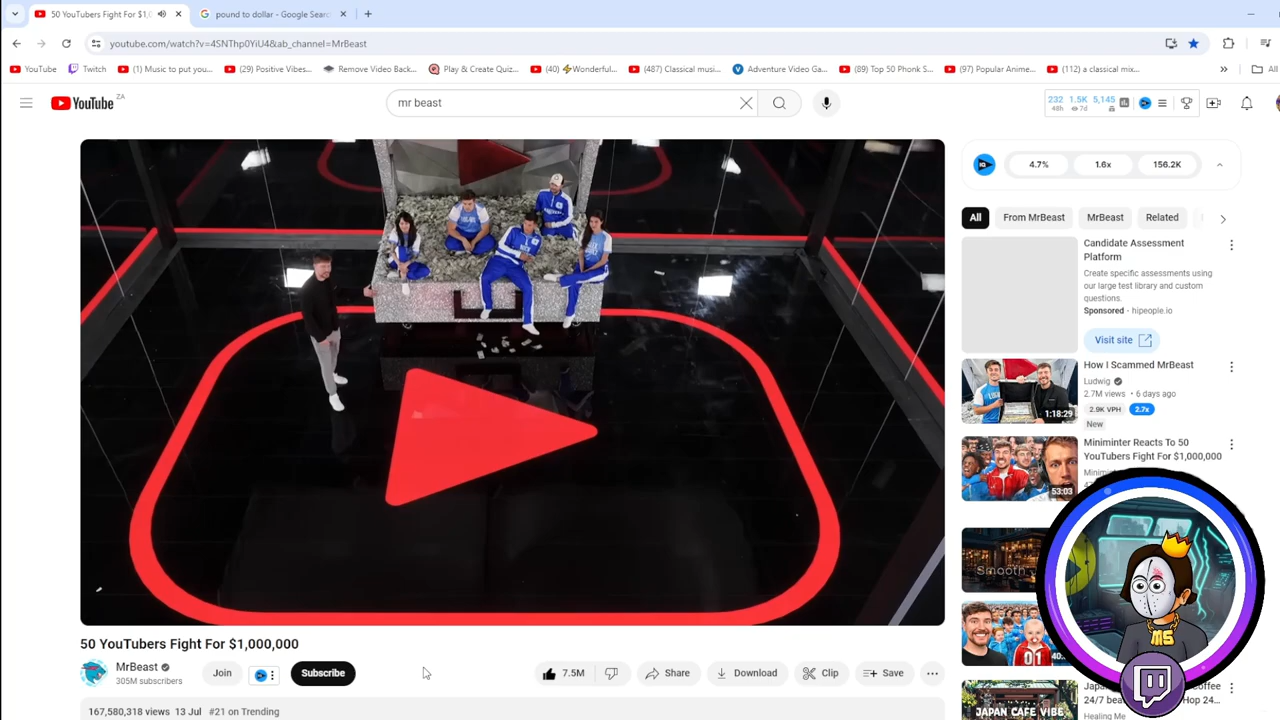 50 YouTubers Fight For $1,0
pound to dollar - Google Searc
youtube.com/watch?v=4SNThp0YiU4&ab_channel=MrBeast
YouTube
Twitch
(1) Music to put you...
(29) Positive Vibes...
Remove Video Back...
Play & Create Quiz...
(40) ⚡Wonderful...
(487) Classical musi...
Adventure Video Ga...
(89) Top 50 Phonk S...
(97) Popular Anime...
(112) a classical mix...
»
All
YouTube ZA
mr beast
232 1.5K 5,145
48h 7d
IQ
4.7% 1.6x 156.2K
All From MrBeast MrBeast Related
Candidate Assessment
Platform
Create specific assessments using
our large test library and custom
questions.
Sponsored · hipeople.io
Visit site
How I Scammed MrBeast
Ludwig
2.7M views · 6 days ago
2.9K VPH 2.7x
New
1:18:29
Miniminter Reacts To 50
YouTubers Fight For $1,000,000
53:03
Smooth
01
JAPAN CAFE VIBE
24/7
Healing Me
MS
50 YouTubers Fight For $1,000,000
MrBeast
305M subscribers
Join
Subscribe
7.5M
Share
Download
Clip
Save
167,580,318 views 13 Jul #21 on Trending